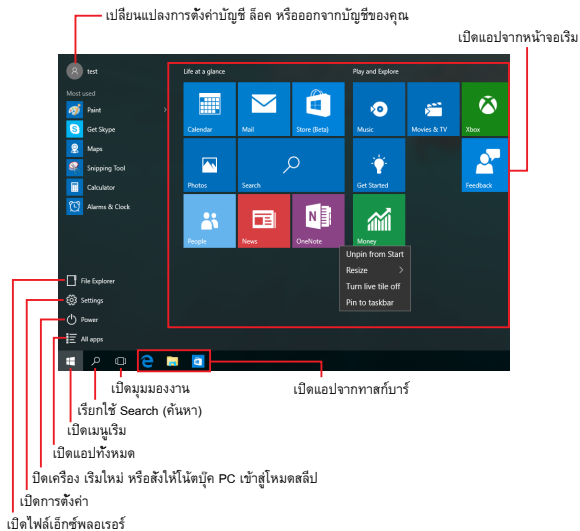 เปลี่ยนแปลงการตั้งค่าบัญชี ล็อค หรือออกจากบัญชีของคุณ
เปิดแอปจากหน้าจอเริ่ม
test
Life at a glance
Play and Explore
Most used
Paint
Get Skype
Maps
Snipping Tool
Calculator
Alarms & Clock
Calendar
Mail
Store (Beta)
Music
Movies & TV
Xbox
Photos
Search
Get Started
Feedback
People
News
OneNote
Money
Unpin from Start
Resize
Turn live tile off
Pin to taskbar
File Explorer
Settings
Power
All apps
เปิดมุมมองงาน
เปิดแอปจากทาสก์บาร์
เรียกใช้ Search (ค้นหา)
เปิดเมนูเริ่ม
เปิดแอปทั้งหมด
ปิดเครื่อง เริ่มใหม่ หรือสั่งให้โน้ตบุ๊ค PC เข้าสู่โหมดสลีป
เปิดการตั้งค่า
เปิดไฟล์เอ็กซ์พลอเรอร์